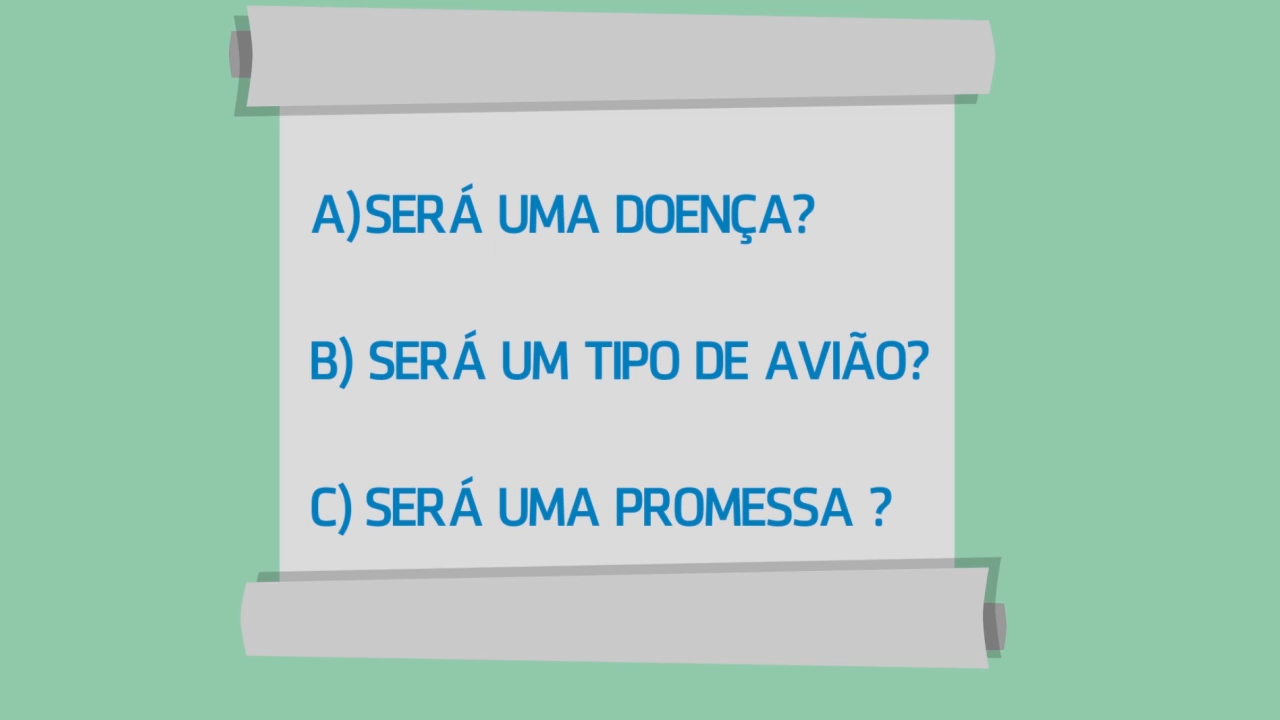 A)SERÁ UMA DOENÇA?
B) SERÁ UM TIPO DE AVIÃO?
C) SERÁ UMA PROMESSA ?